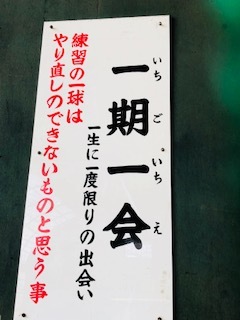 一期一会
いちごいちえ
一生に一度限りの出会い
練習の一球は
やり直しのできないものと思う事